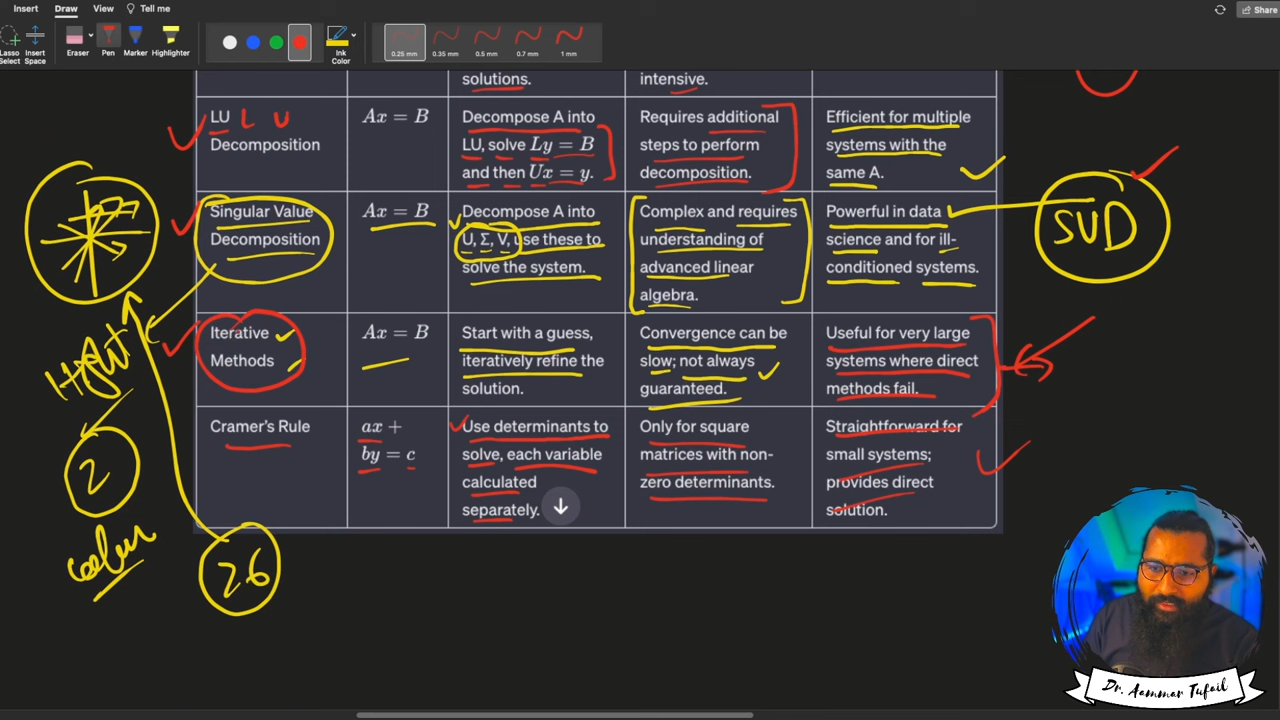 Insert Draw View Tell me
Share
Lasso
Select
Insert
Space
Eraser
Pen
Marker
Highlighter
Ink
Color
0.25 mm
0.35 mm
0.5 mm
0.7 mm
1 mm
solutions.
intensive.
LU L U
Decomposition
Ax = B
Decompose A into
LU, solve Ly = B
and then Ux = y.
Requires additional
steps to perform
decomposition.
Efficient for multiple
systems with the
same A.
Singular Value
Decomposition
Ax = B
Decompose A into
U, Σ, V, use these to
solve the system.
Complex and requires
understanding of
advanced linear
algebra.
Powerful in data
science and for ill-
conditioned systems.
SVD
Iterative
Methods
Ax = B
Start with a guess,
iteratively refine the
solution.
Convergence can be
slow; not always
guaranteed.
Useful for very large
systems where direct
methods fail.
Cramer's Rule
ax +
by = c
Use determinants to
solve, each variable
calculated
separately.
Only for square
matrices with non-
zero determinants.
Straightforward for
small systems;
provides direct
solution.
2
26
Dr. Aammar Tufail